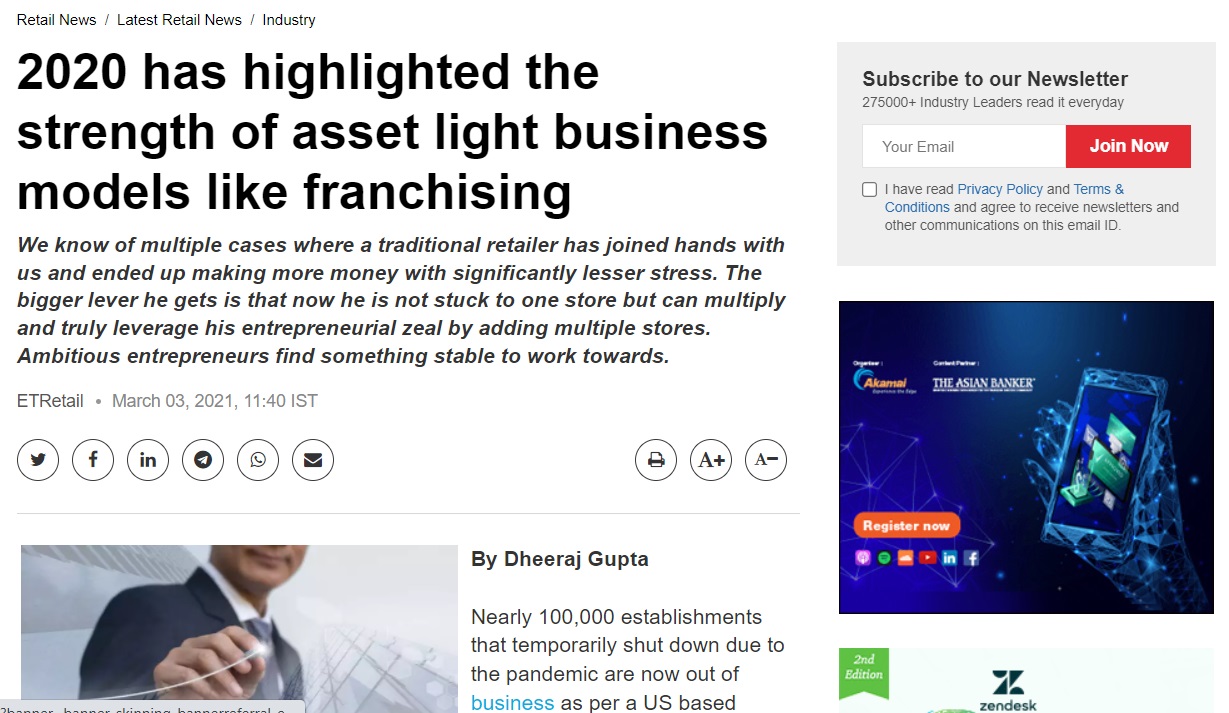 Retail News / Latest Retail News / Industry
2020 has highlighted the
strength of asset light business
models like franchising
We know of multiple cases where a traditional retailer has joined hands with
us and ended up making more money with significantly lesser stress. The
bigger lever he gets is that now he is not stuck to one store but can multiply
and truly leverage his entrepreneurial zeal by adding multiple stores.
Ambitious entrepreneurs find something stable to work towards.
ETRetail • March 03, 2021, 11:40 IST
A+ A-
By Dheeraj Gupta
Nearly 100,000 establishments
that temporarily shut down due to
the pandemic are now out of
business as per a US based
Subscribe to our Newsletter
275000+ Industry Leaders read it everyday
Your Email Join Now
I have read Privacy Policy and Terms &
Conditions and agree to receive newsletters and
other communications on this email ID.
Organiser : Content Partner :
Akamai THE ASIAN BANKER
Experience the Edge
Register now
2nd
Edition
zendesk